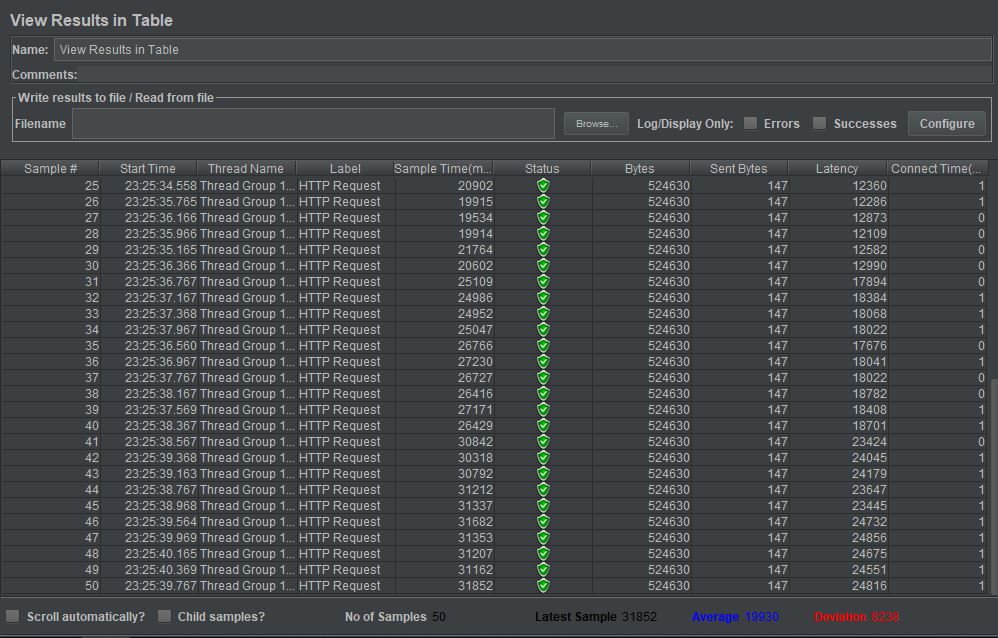 View Results in Table
Name: View Results in Table
Comments:
Write results to file / Read from file
Filename Browse... Log/Display Only: Errors Successes Configure
Sample # Start Time Thread Name Label Sample Time(m... Status Bytes Sent Bytes Latency Connect Time(...
25 23:25:34.558 Thread Group 1... HTTP Request 20902 524630 147 12360 1
26 23:25:35.765 Thread Group 1... HTTP Request 19915 524630 147 12286 1
27 23:25:36.166 Thread Group 1... HTTP Request 19534 524630 147 12873 0
28 23:25:35.966 Thread Group 1... HTTP Request 19914 524630 147 12109 0
29 23:25:35.165 Thread Group 1... HTTP Request 21764 524630 147 12582 0
30 23:25:36.366 Thread Group 1... HTTP Request 20602 524630 147 12990 0
31 23:25:36.767 Thread Group 1... HTTP Request 25109 524630 147 17894 0
32 23:25:37.167 Thread Group 1... HTTP Request 24986 524630 147 18384 1
33 23:25:37.368 Thread Group 1... HTTP Request 24952 524630 147 18068 1
34 23:25:37.967 Thread Group 1... HTTP Request 25047 524630 147 18022 1
35 23:25:36.560 Thread Group 1... HTTP Request 26766 524630 147 17676 0
36 23:25:36.967 Thread Group 1... HTTP Request 27230 524630 147 18041 1
37 23:25:37.767 Thread Group 1... HTTP Request 26727 524630 147 18022 0
38 23:25:38.167 Thread Group 1... HTTP Request 26416 524630 147 18782 0
39 23:25:37.569 Thread Group 1... HTTP Request 27171 524630 147 18408 1
40 23:25:38.367 Thread Group 1... HTTP Request 26429 524630 147 18701 1
41 23:25:38.567 Thread Group 1... HTTP Request 30842 524630 147 23424 0
42 23:25:39.368 Thread Group 1... HTTP Request 30318 524630 147 24045 1
43 23:25:39.163 Thread Group 1... HTTP Request 30792 524630 147 24179 1
44 23:25:38.767 Thread Group 1... HTTP Request 31212 524630 147 23647 1
45 23:25:38.968 Thread Group 1... HTTP Request 31337 524630 147 23445 1
46 23:25:39.564 Thread Group 1... HTTP Request 31682 524630 147 24732 1
47 23:25:39.969 Thread Group 1... HTTP Request 31353 524630 147 24856 1
48 23:25:40.165 Thread Group 1... HTTP Request 31207 524630 147 24675 1
49 23:25:40.369 Thread Group 1... HTTP Request 31162 524630 147 24551 1
50 23:25:39.767 Thread Group 1... HTTP Request 31852 524630 147 24816 1
Scroll automatically? Child samples? No of Samples 50 Latest Sample 31852 Average 19930 Deviation 8238